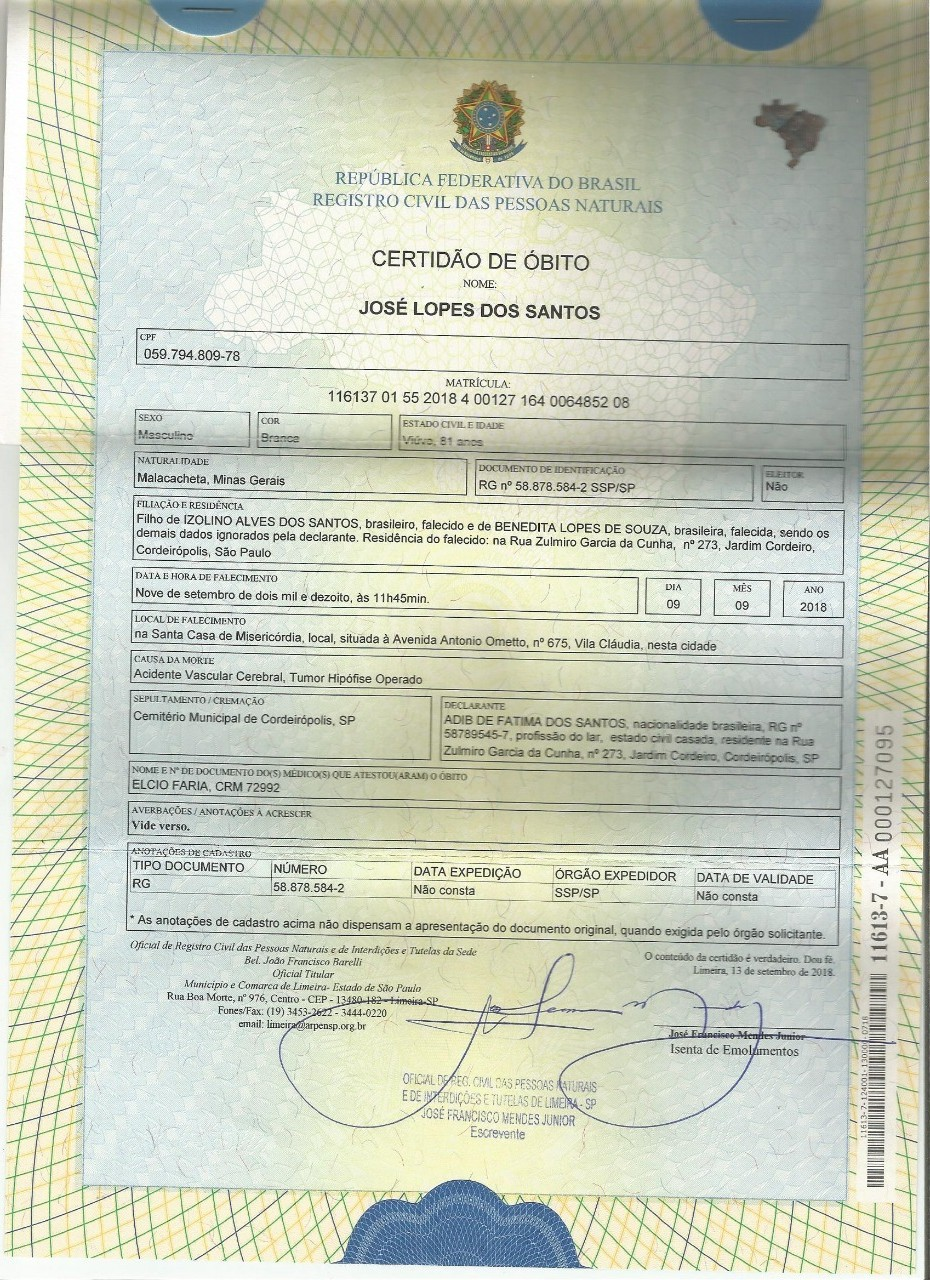 REPÚBLICA FEDERATIVA DO BRASIL
REGISTRO CIVIL DAS PESSOAS NATURAIS
CERTIDÃO DE ÓBITO
NOME:
JOSÉ LOPES DOS SANTOS
CPF
059.794.809-78
MATRÍCULA:
116137 01 55 2018 4 00127 164 0064852 08
SEXO
Masculino
COR
Branca
ESTADO CIVIL E IDADE
Viúvo, 81 anos
NATURALIDADE
Malacacheta, Minas Gerais
DOCUMENTO DE IDENTIFICAÇÃO
RG nº 58.878.584-2 SSP/SP
ELEITOR
Não
FILIAÇÃO E RESIDÊNCIA
Filho de IZOLINO ALVES DOS SANTOS, brasileiro, falecido e de BENEDITA LOPES DE SOUZA, brasileira, falecida, sendo os
demais dados ignorados pela declarante. Residência do falecido: na Rua Zulmiro Garcia da Cunha, nº 273, Jardim Cordeiro,
Cordeirópolis, São Paulo
DATA E HORA DE FALECIMENTO
Nove de setembro de dois mil e dezoito, às 11h45min.
DIA
09
MÊS
09
ANO
2018
LOCAL DE FALECIMENTO
na Santa Casa de Misericórdia, local, situada à Avenida Antonio Ometto, nº 675, Vila Cláudia, nesta cidade
CAUSA DA MORTE
Acidente Vascular Cerebral, Tumor Hipófise Operado
SEPULTAMENTO / CREMAÇÃO
Cemitério Municipal de Cordeirópolis, SP
DECLARANTE
ADIB DE FATIMA DOS SANTOS, nacionalidade brasileira, RG nº
58789545-7, profissão do lar, estado civil casada, residente na Rua
Zulmiro Garcia da Cunha, nº 273, Jardim Cordeiro, Cordeirópolis, SP
NOME E Nº DE DOCUMENTO DO(S) MÉDICO(S) QUE ATESTOU(ARAM) O ÓBITO
ELCIO FARIA, CRM 72992
AVERBAÇÕES / ANOTAÇÕES À ACRESCER
Vide verso.
ANOTAÇÕES DE CADASTRO
TIPO DOCUMENTO NÚMERO DATA EXPEDIÇÃO ÓRGÃO EXPEDIDOR DATA DE VALIDADE
RG 58.878.584-2 Não consta SSP/SP Não consta
* As anotações de cadastro acima não dispensam a apresentação do documento original, quando exigida pelo órgão solicitante.
Oficial de Registro Civil das Pessoas Naturais e de Interdições e Tutelas da Sede
Bel. João Francisco Barelli
Oficial Titular
Municipio e Comarca de Limeira- Estado de São Paulo
Rua Boa Morte, nº 976, Centro - CEP - 13480-182 - Limeira-SP
Fones/Fax: (19) 3453-2622 - 3444-0220
email: limeira@arpensp.org.br
O conteúdo da certidão é verdadeiro. Dou fé.
Limeira, 13 de setembro de 2018.
José Francisco Mendes Junior
Isenta de Emolumentos
OFICIAL DE REG. CIVIL DAS PESSOAS NATURAIS
E DE INTERDIÇÕES E TUTELAS DE LIMEIRA - SP
JOSÉ FRANCISCO MENDES JUNIOR
Escrevente
11613-7 - AA 000127095
11613-7-124001-130000-0718